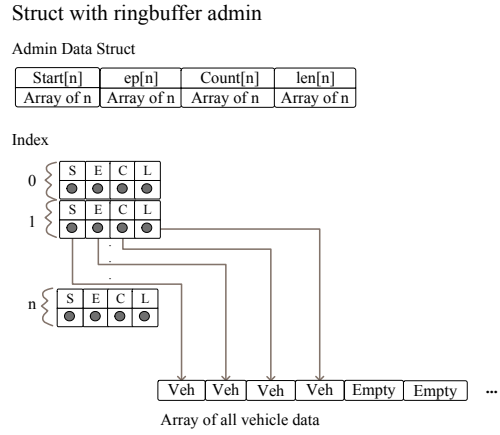 Struct with ringbuffer admin
Admin Data Struct
Start[n] ep[n] Count[n] len[n]
Array of n Array of n Array of n Array of n
Index
0 S E C L
1 S E C L
n S E C L
Veh Veh Veh Veh Empty Empty ...
Array of all vehicle data